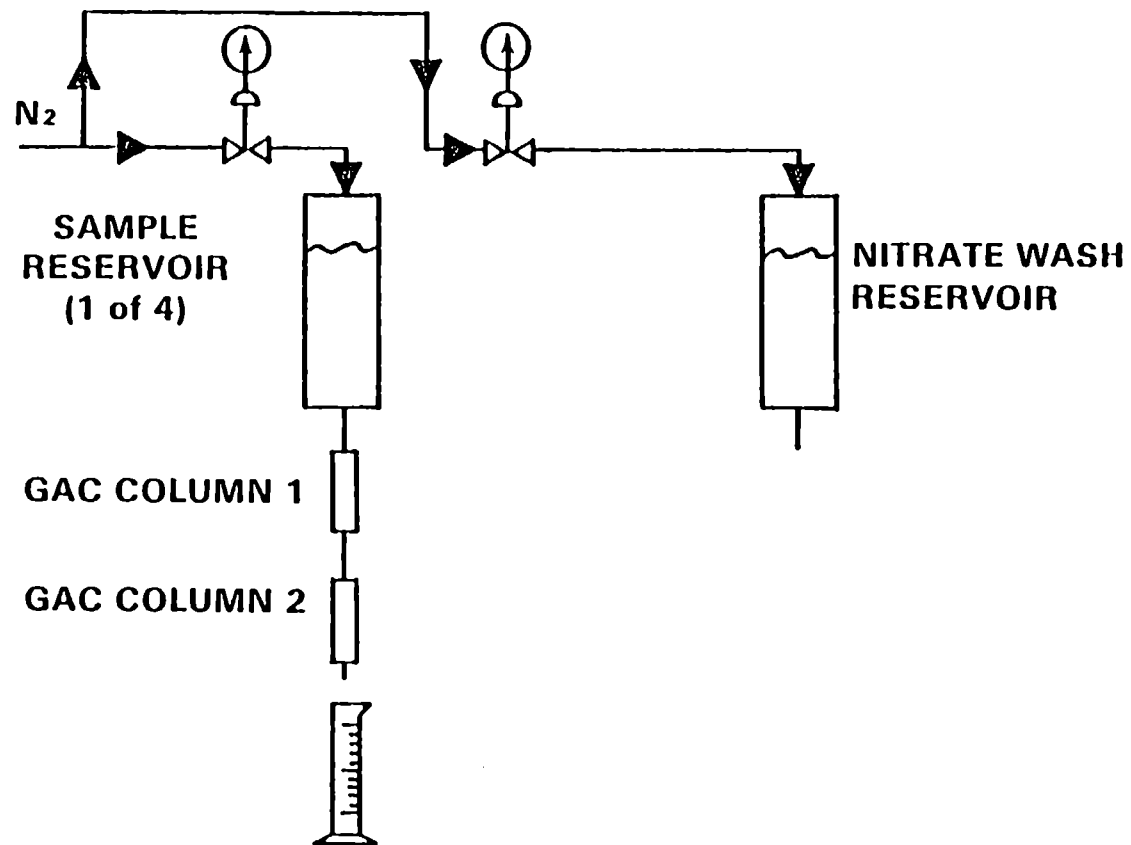 N2
SAMPLE
RESERVOIR
(1 of 4)
NITRATE WASH
RESERVOIR
GAC COLUMN 1
GAC COLUMN 2